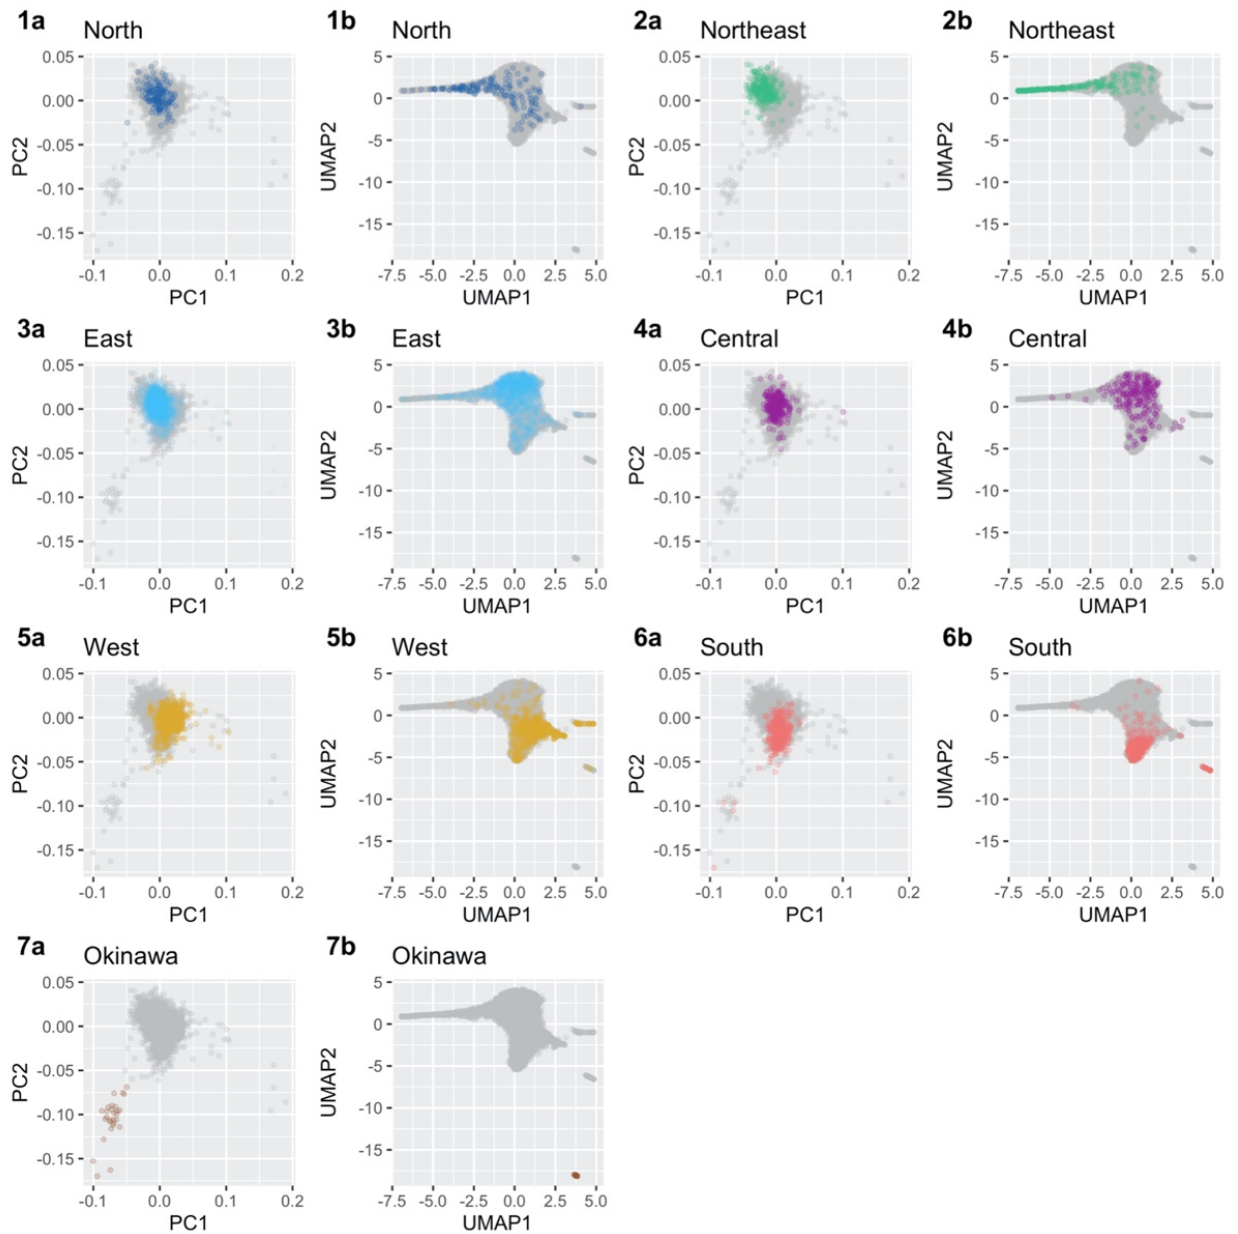 1a North 1b North 2a Northeast 2b Northeast
0.05 5 0.05 5
0.00 0 0.00 0
-0.05 -5 -0.05 -5
-0.10 -10 -0.10 -10
-0.15 -15 -0.15 -15
PC2 UMAP2 PC2 UMAP2
-0.1 0.0 0.1 0.2 -7.5 -5.0 -2.5 0.0 2.5 5.0 -0.1 0.0 0.1 0.2 -7.5 -5.0 -2.5 0.0 2.5 5.0
PC1 UMAP1 PC1 UMAP1
3a East 3b East 4a Central 4b Central
0.05 5 0.05 5
0.00 0 0.00 0
-0.05 -5 -0.05 -5
-0.10 -10 -0.10 -10
-0.15 -15 -0.15 -15
PC2 UMAP2 PC2 UMAP2
-0.1 0.0 0.1 0.2 -7.5 -5.0 -2.5 0.0 2.5 5.0 -0.1 0.0 0.1 0.2 -7.5 -5.0 -2.5 0.0 2.5 5.0
PC1 UMAP1 PC1 UMAP1
5a West 5b West 6a South 6b South
0.05 5 0.05 5
0.00 0 0.00 0
-0.05 -5 -0.05 -5
-0.10 -10 -0.10 -10
-0.15 -15 -0.15 -15
PC2 UMAP2 PC2 UMAP2
-0.1 0.0 0.1 0.2 -7.5 -5.0 -2.5 0.0 2.5 5.0 -0.1 0.0 0.1 0.2 -7.5 -5.0 -2.5 0.0 2.5 5.0
PC1 UMAP1 PC1 UMAP1
7a Okinawa 7b Okinawa
0.05 5
0.00 0
-0.05 -5
-0.10 -10
-0.15 -15
PC2 UMAP2
-0.1 0.0 0.1 0.2 -7.5 -5.0 -2.5 0.0 2.5 5.0
PC1 UMAP1